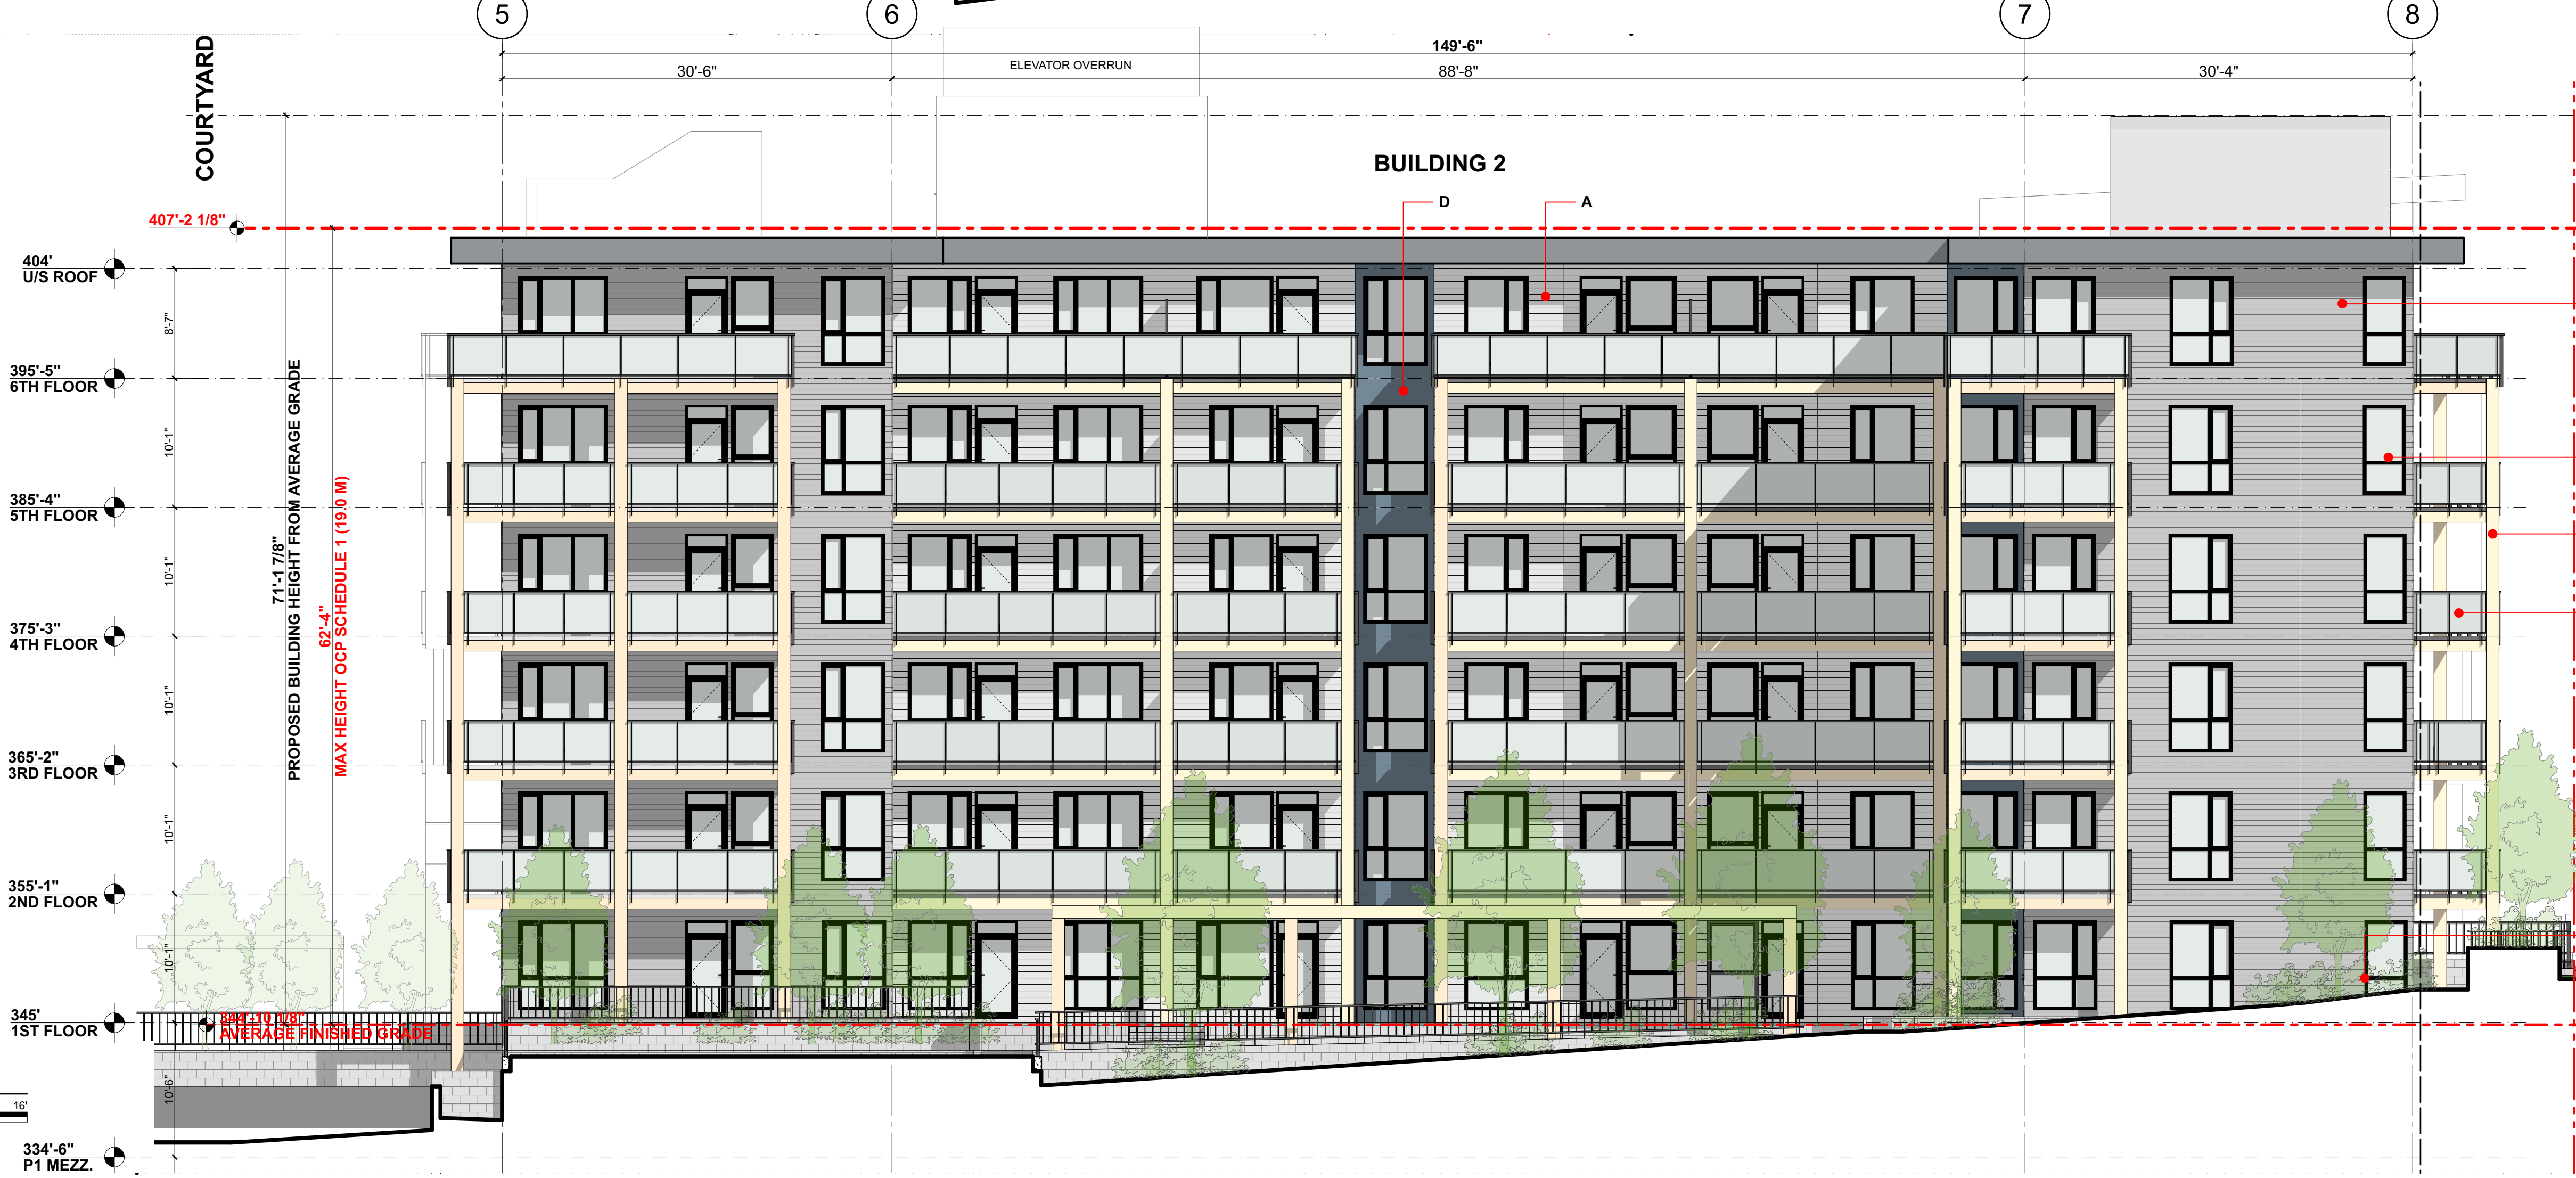 5
6
7
8
149'-6"
30'-6"
88'-8"
30'-4"
COURTYARD
ELEVATOR OVERRUN
BUILDING 2
D
A
407'-2 1/8"
404'
U/S ROOF
8'-7"
395'-5"
6TH FLOOR
10'-1"
385'-4"
5TH FLOOR
10'-1"
375'-3"
4TH FLOOR
10'-1"
365'-2"
3RD FLOOR
10'-1"
355'-1"
2ND FLOOR
10'-1"
345'
1ST FLOOR
10'-6"
334'-6"
P1 MEZZ.
71'-1 7/8"
PROPOSED BUILDING HEIGHT FROM AVERAGE GRADE
62'-4"
MAX HEIGHT OCP SCHEDULE 1 (19.0 M)
344'-10 1/8"
AVERAGE FINISHED GRADE
16'